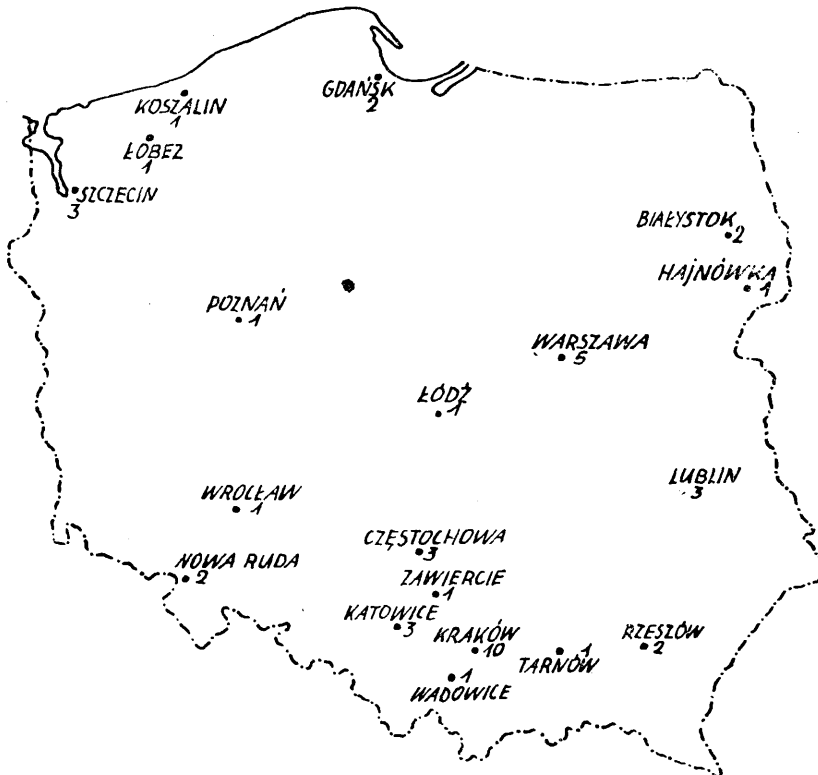 GDAŃSK
2
KOSZALIN
1
ŁOBEZ
1
SZCZECIN
3
BIAŁYSTOK
2
HAJNÓWKA
1
POZNAŃ
1
WARSZAWA
5
ŁÓDŹ
1
LUBLIN
3
WROCŁAW
1
CZĘSTOCHOWA
3
NOWA RUDA
2
ZAWIERCIE
1
KATOWICE
3
KRAKÓW
10
TARNÓW
1
RZESZÓW
2
WADOWICE
1